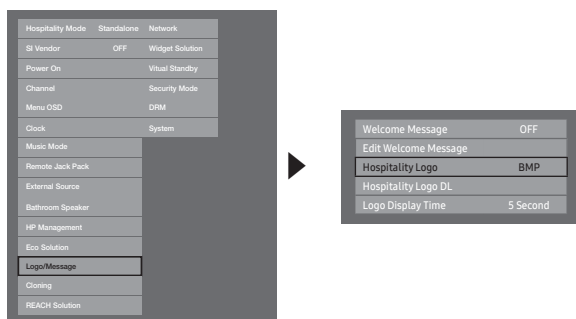 Hospitality Mode Standalone Network
SI Vendor OFF Widget Solution
Power On Vitual Standby
Channel Security Mode
Menu OSD DRM
Clock System
Music Mode
Remote Jack Pack
External Source
Bathroom Speaker
HP Management
Eco Solution
Logo/Message
Cloning
REACH Solution
Welcome Message OFF
Edit Welcome Message
Hospitality Logo BMP
Hospitality Logo DL
Logo Display Time 5 Second